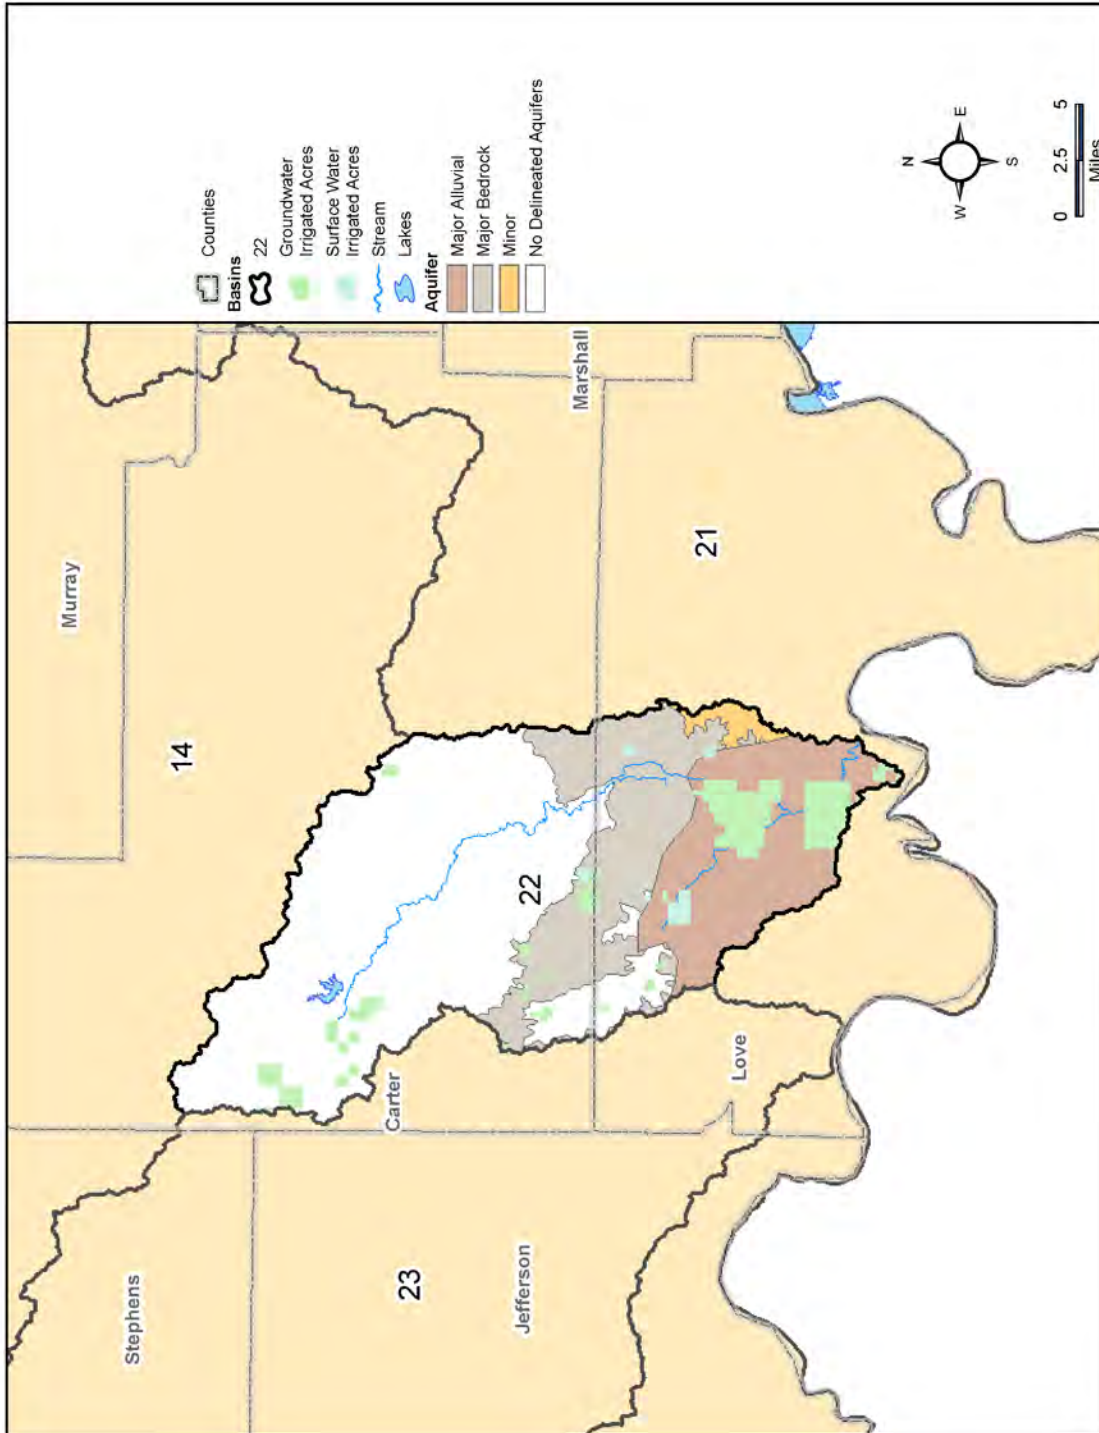 Murray
14
Stephens
Carter
23
Jefferson
22
Marshall
21
Love
Counties
Basins
22
Groundwater
Irrigated Acres
Surface Water
Irrigated Acres
Stream
Lakes
Aquifer
Major Alluvial
Major Bedrock
Minor
No Delineated Aquifers
N
W
E
S
0 2.5 5
Miles